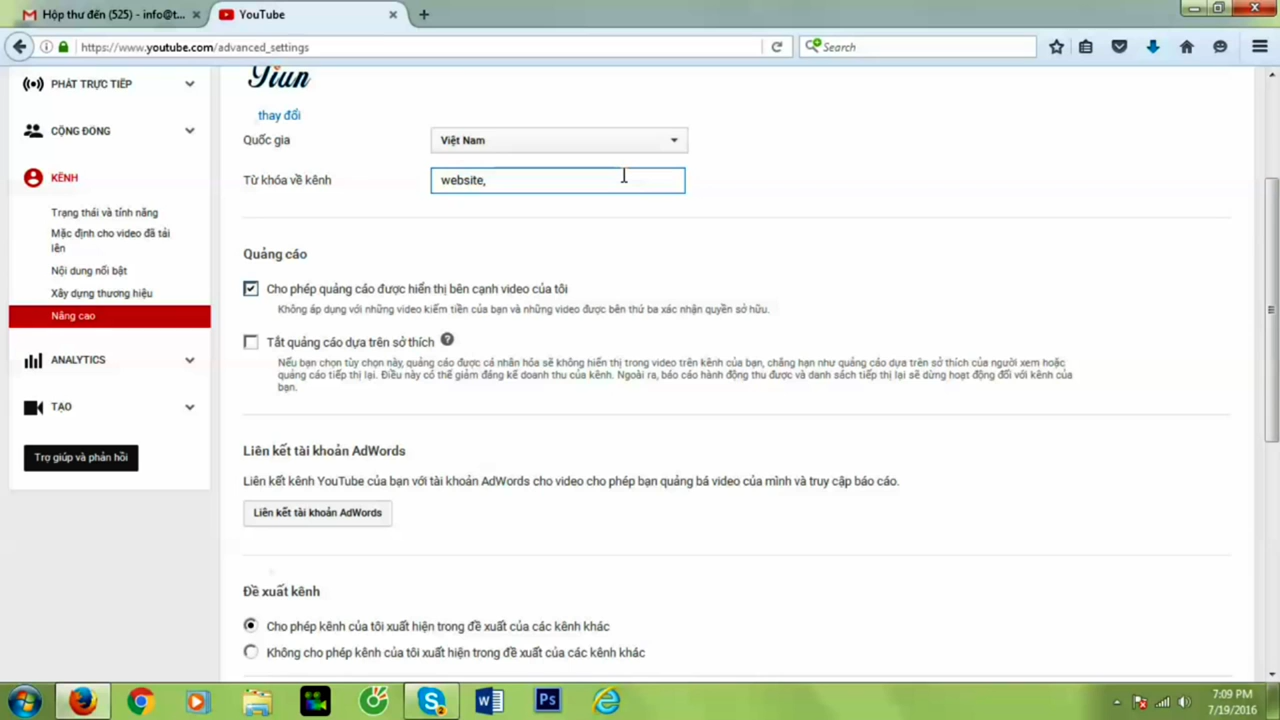 Hộp thư đến (525) - info@t...
YouTube
https://www.youtube.com/advanced_settings
Search
PHÁT TRỰC TIẾP
CỘNG ĐỒNG
KÊNH
Trạng thái và tính năng
Mặc định cho video đã tải
lên
Nội dung nổi bật
Xây dựng thương hiệu
Nâng cao
ANALYTICS
TẠO
Trợ giúp và phản hồi
thay đổi
Quốc gia
Việt Nam
Từ khóa về kênh
website,
Quảng cáo
Cho phép quảng cáo được hiển thị bên cạnh video của tôi
Không áp dụng với những video kiếm tiền của bạn và những video được bên thứ ba xác nhận quyền sở hữu.
Tắt quảng cáo dựa trên sở thích
Nếu bạn chọn tùy chọn này, quảng cáo được cá nhân hóa sẽ không hiển thị trong video trên kênh của bạn, chẳng hạn như quảng cáo dựa trên sở thích của người xem hoặc
quảng cáo tiếp thị lại. Điều này có thể giảm đáng kể doanh thu của kênh. Ngoài ra, báo cáo hành động thu được và danh sách tiếp thị lại sẽ dừng hoạt động đối với kênh của
bạn.
Liên kết tài khoản AdWords
Liên kết kênh YouTube của bạn với tài khoản AdWords cho video cho phép bạn quảng bá video của mình và truy cập báo cáo.
Liên kết tài khoản AdWords
Đề xuất kênh
Cho phép kênh của tôi xuất hiện trong đề xuất của các kênh khác
Không cho phép kênh của tôi xuất hiện trong đề xuất của các kênh khác
7:09 PM
7/19/2016